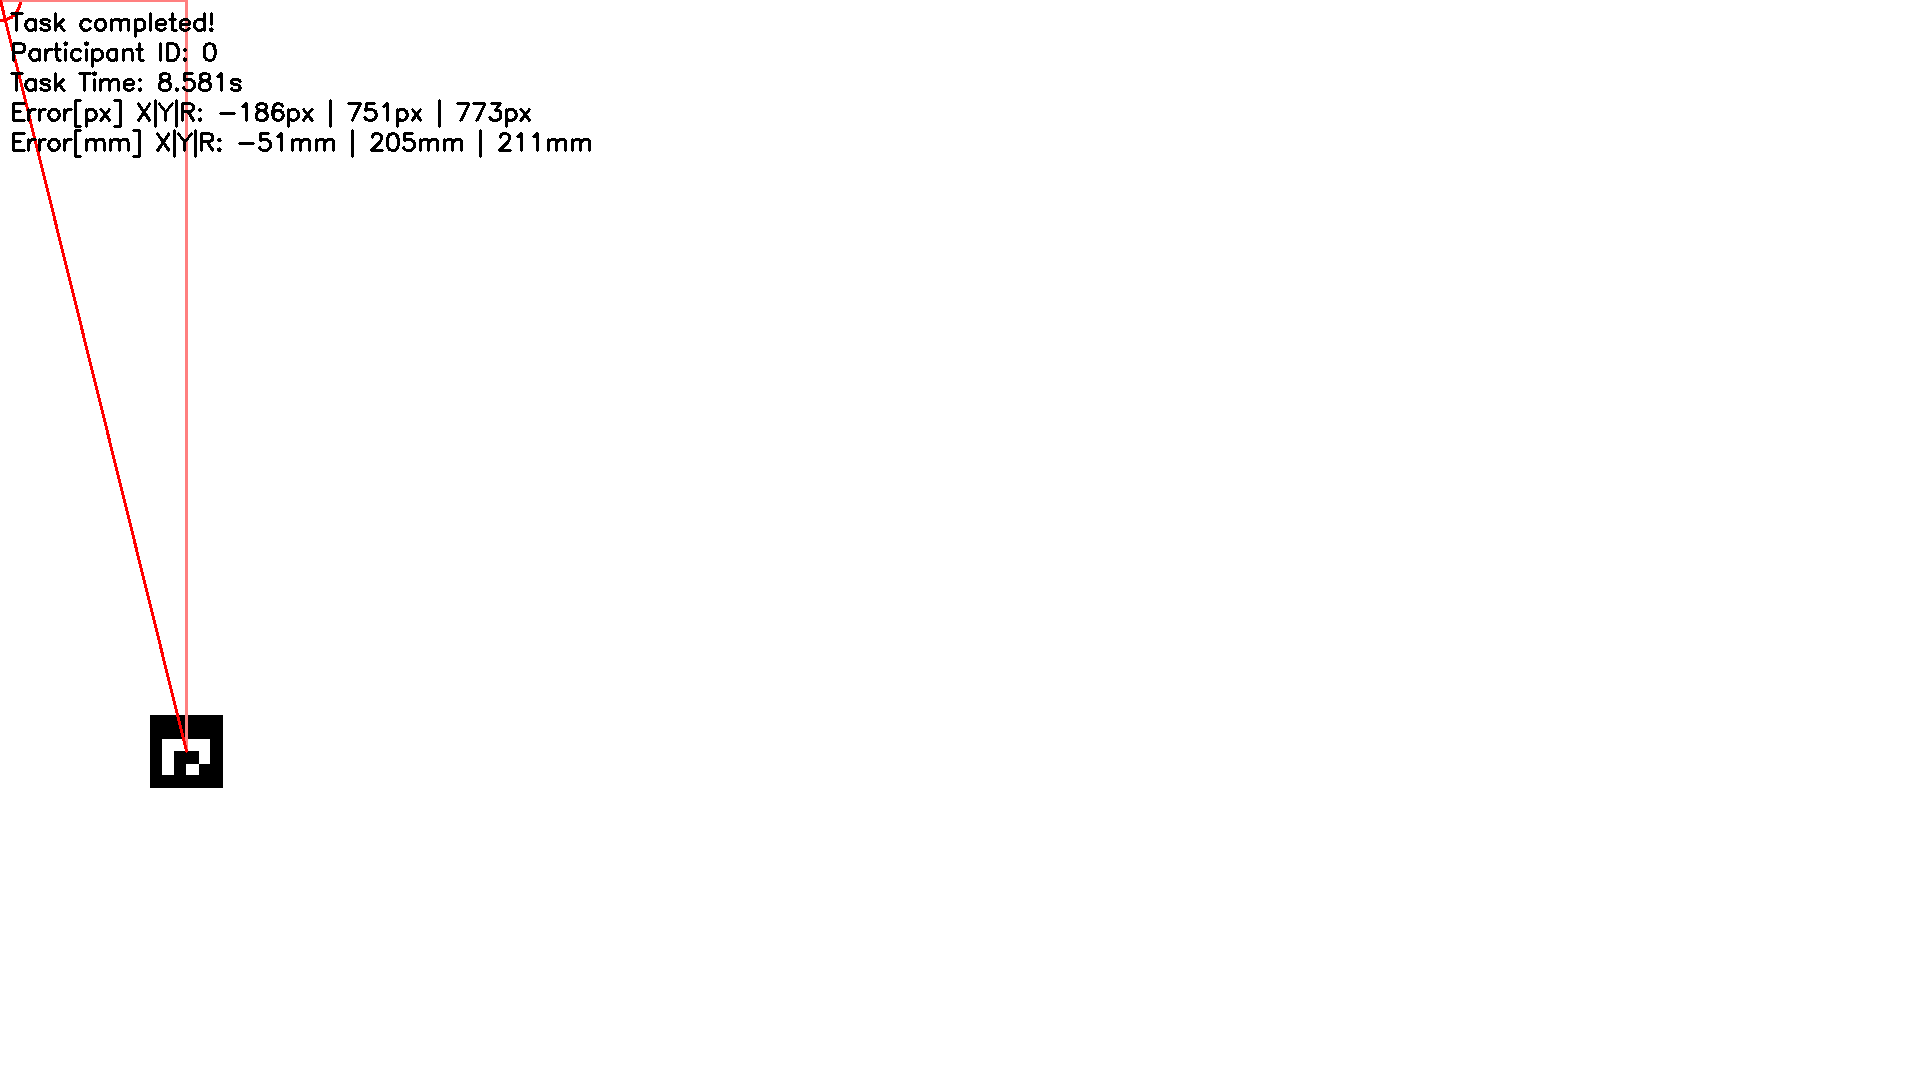 Task completed!
Participant ID: 0
Task Time: 8.581s
Error[px] X|Y|R: -186px | 751px | 773px
Error[mm] X|Y|R: -51mm | 205mm | 211mm